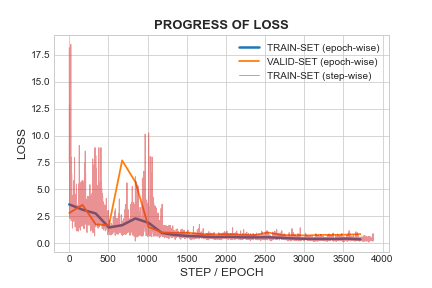 PROGRESS OF LOSS
TRAIN-SET (epoch-wise)
VALID-SET (epoch-wise)
TRAIN-SET (step-wise)
17.5
15.0
12.5
10.0
7.5
5.0
2.5
0.0
LOSS
0 500 1000 1500 2000 2500 3000 3500 4000
STEP / EPOCH